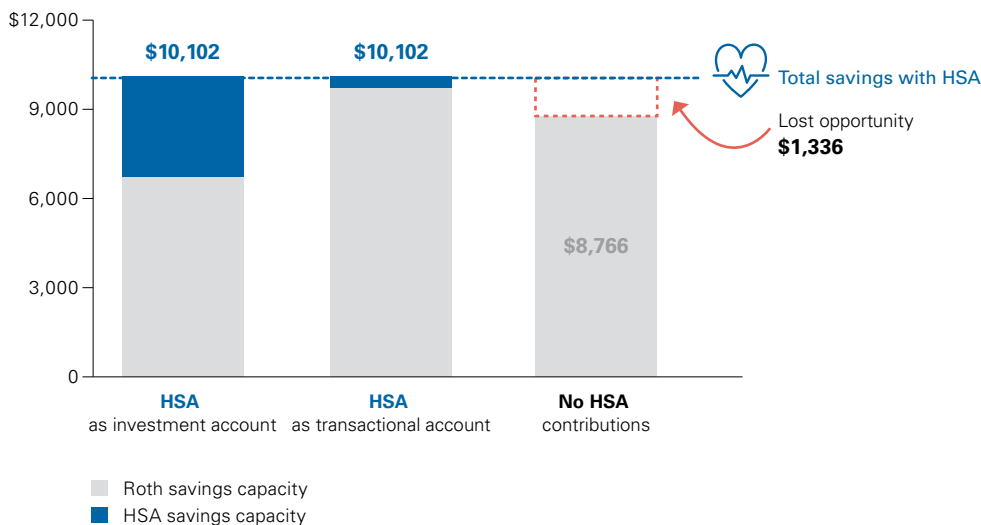 $12,000
$10,102
$10,102
Total savings with HSA
9,000
Lost opportunity
$1,336
6,000
$8,766
3,000
0
HSA
as investment account
HSA
as transactional account
No HSA
contributions
Roth savings capacity
HSA savings capacity